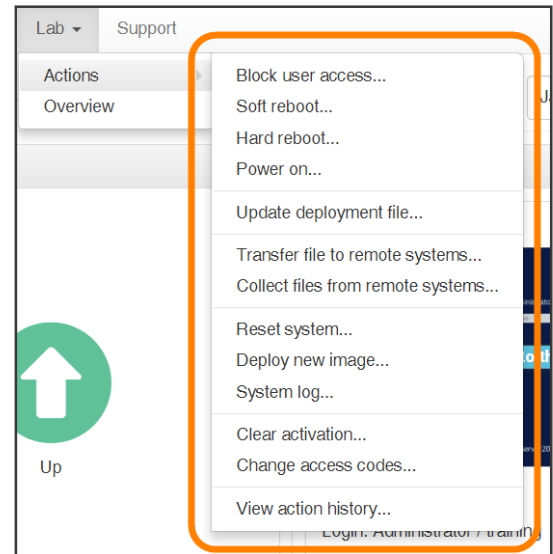 Lab Support
Actions
Overview
Block user access...
Soft reboot...
Hard reboot...
Power on...
Update deployment file...
Transfer file to remote systems...
Collect files from remote systems...
Reset system...
Deploy new image...
System log...
Clear activation...
Change access codes...
View action history...
Up
Login: Administrator / training